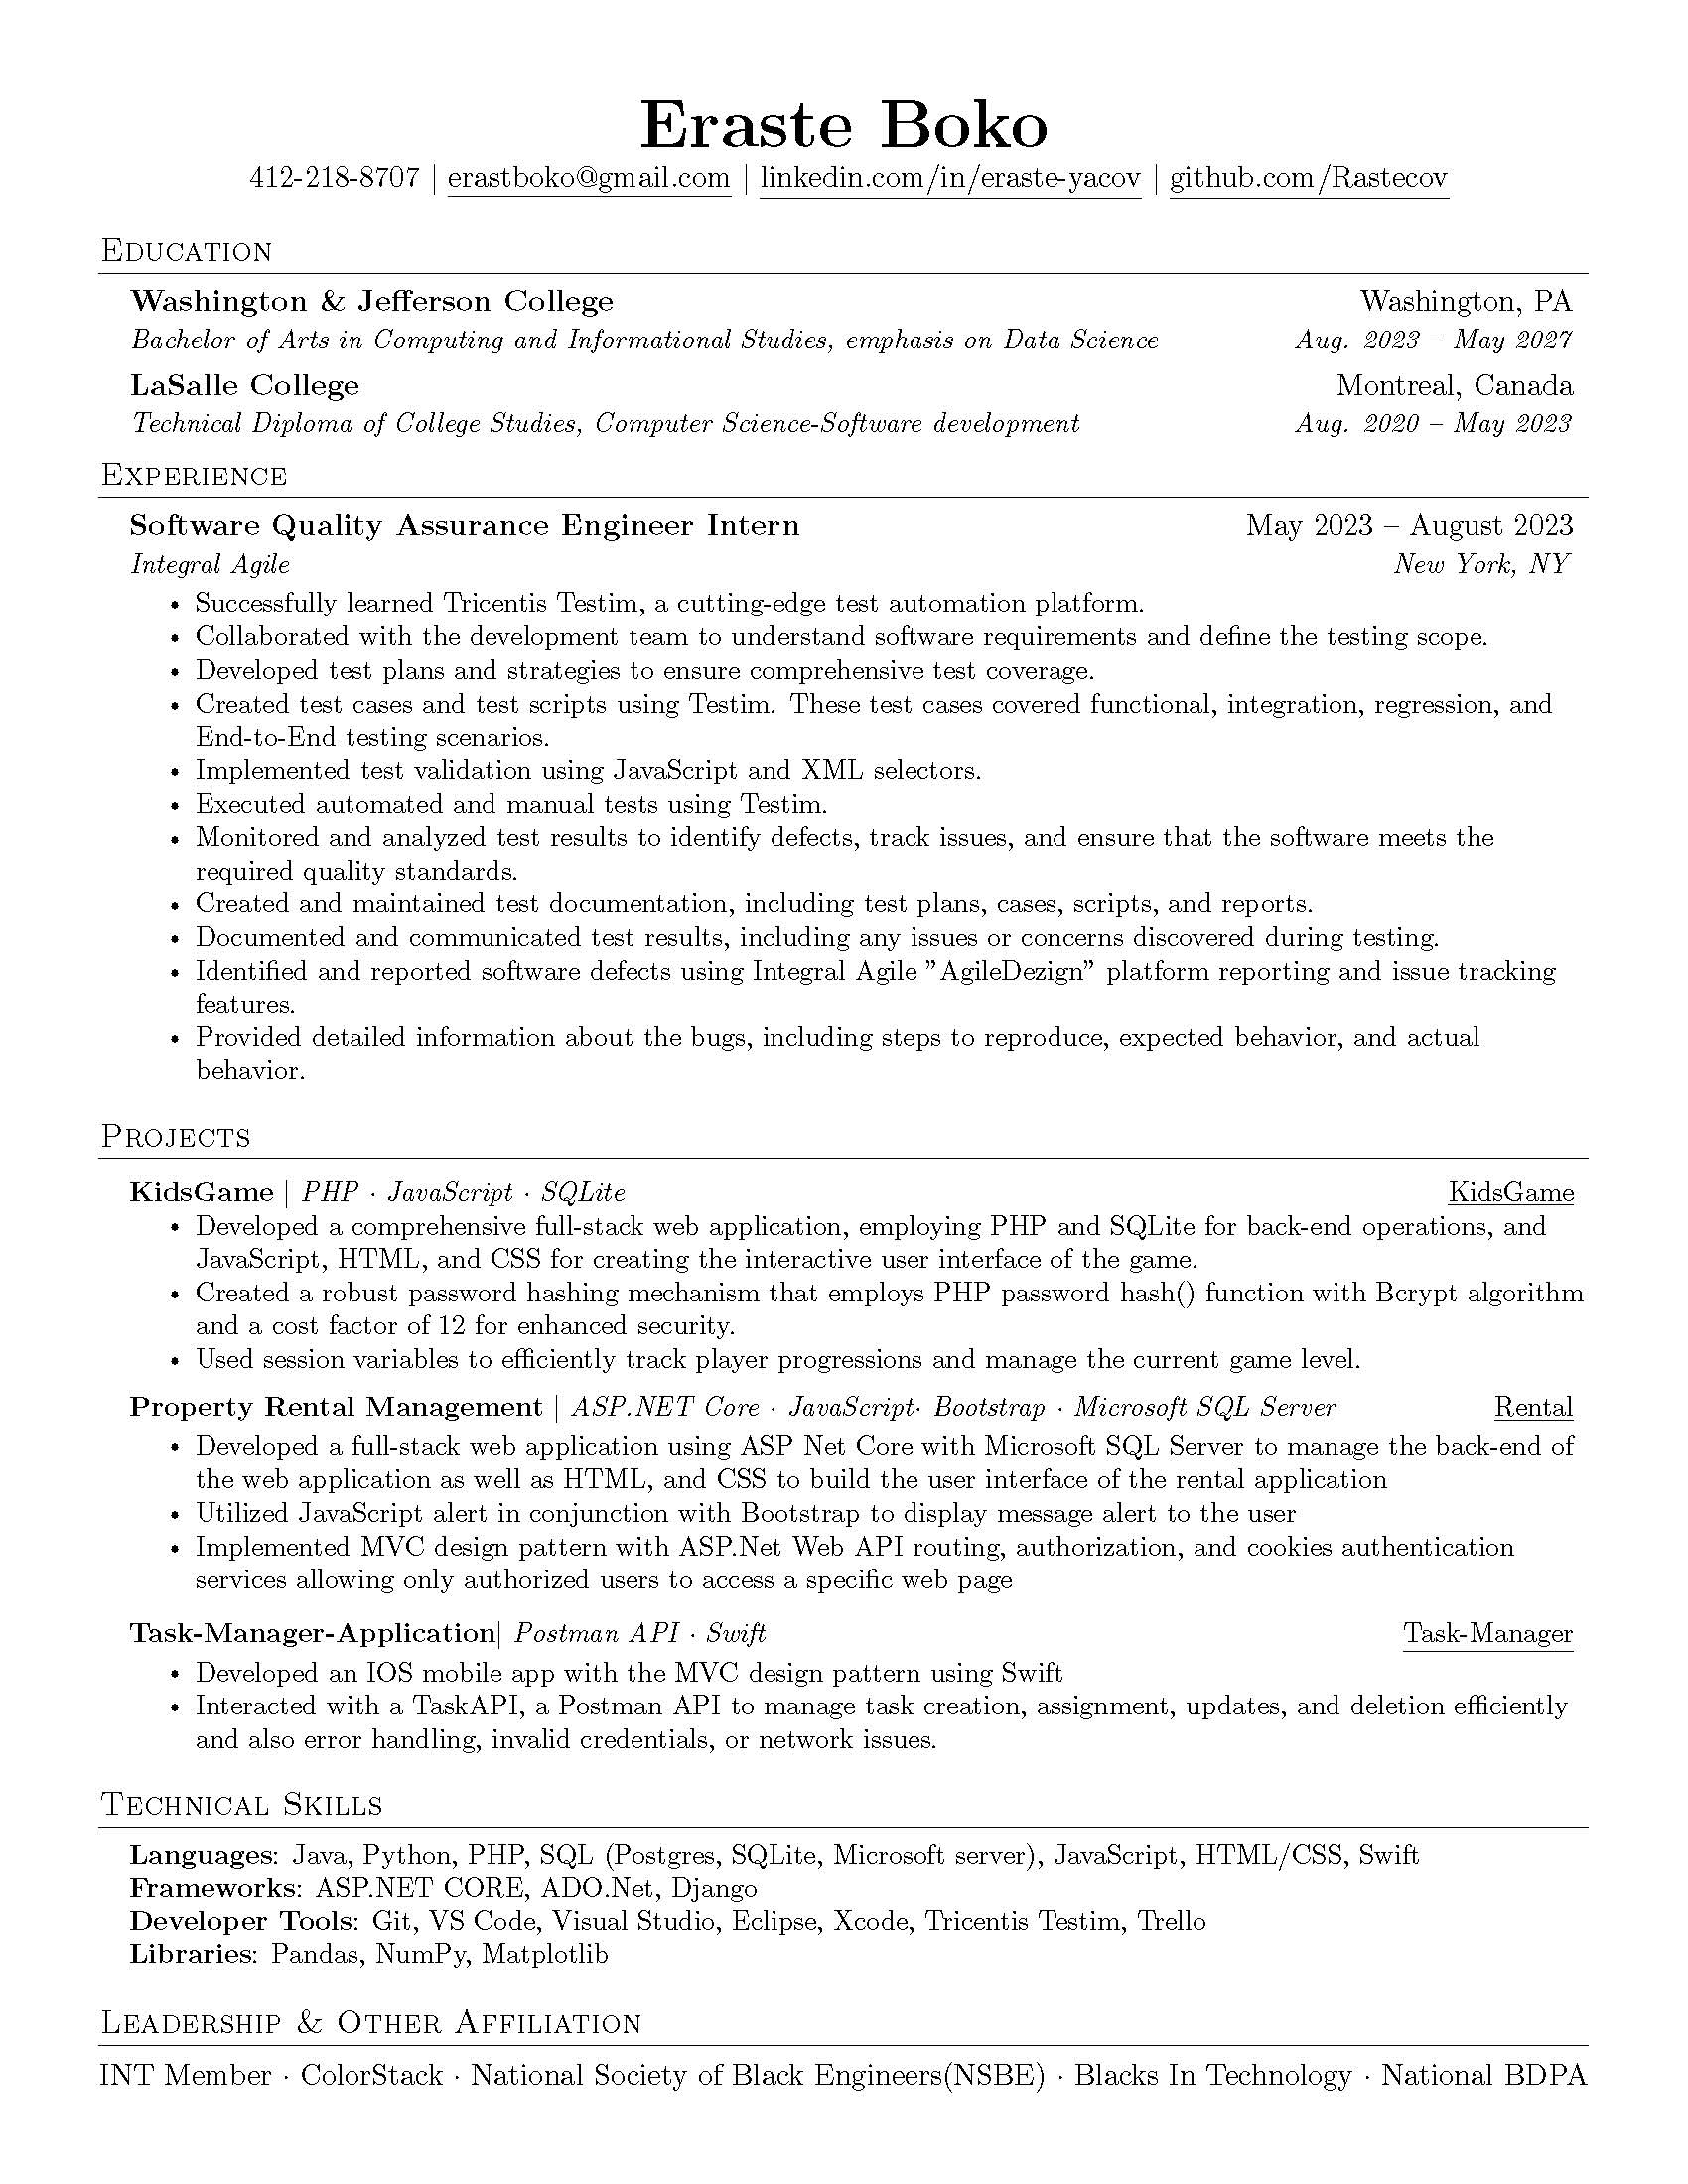 Eraste Boko
412-218-8707 | erastboko@gmail.com | linkedin.com/in/eraste-yacov | github.com/Rastecov
Education
Washington & Jefferson College Washington, PA
Bachelor of Arts in Computing and Informational Studies, emphasis on Data Science Aug. 2023 – May 2027
LaSalle College Montreal, Canada
Technical Diploma of College Studies, Computer Science-Software development Aug. 2020 – May 2023
Experience
Software Quality Assurance Engineer Intern May 2023 – August 2023
Integral Agile New York, NY
• Successfully learned Tricentis Testim, a cutting-edge test automation platform.
• Collaborated with the development team to understand software requirements and define the testing scope.
• Developed test plans and strategies to ensure comprehensive test coverage.
• Created test cases and test scripts using Testim. These test cases covered functional, integration, regression, and
End-to-End testing scenarios.
• Implemented test validation using JavaScript and XML selectors.
• Executed automated and manual tests using Testim.
• Monitored and analyzed test results to identify defects, track issues, and ensure that the software meets the
required quality standards.
• Created and maintained test documentation, including test plans, cases, scripts, and reports.
• Documented and communicated test results, including any issues or concerns discovered during testing.
• Identified and reported software defects using Integral Agile ”AgileDezign” platform reporting and issue tracking
features.
• Provided detailed information about the bugs, including steps to reproduce, expected behavior, and actual
behavior.
Projects
KidsGame | PHP · JavaScript · SQLite KidsGame
• Developed a comprehensive full-stack web application, employing PHP and SQLite for back-end operations, and
JavaScript, HTML, and CSS for creating the interactive user interface of the game.
• Created a robust password hashing mechanism that employs PHP password hash() function with Bcrypt algorithm
and a cost factor of 12 for enhanced security.
• Used session variables to efficiently track player progressions and manage the current game level.
Property Rental Management | ASP.NET Core · JavaScript· Bootstrap · Microsoft SQL Server Rental
• Developed a full-stack web application using ASP Net Core with Microsoft SQL Server to manage the back-end of
the web application as well as HTML, and CSS to build the user interface of the rental application
• Utilized JavaScript alert in conjunction with Bootstrap to display message alert to the user
• Implemented MVC design pattern with ASP.Net Web API routing, authorization, and cookies authentication
services allowing only authorized users to access a specific web page
Task-Manager-Application| Postman API · Swift Task-Manager
• Developed an IOS mobile app with the MVC design pattern using Swift
• Interacted with a TaskAPI, a Postman API to manage task creation, assignment, updates, and deletion efficiently
and also error handling, invalid credentials, or network issues.
Technical Skills
Languages: Java, Python, PHP, SQL (Postgres, SQLite, Microsoft server), JavaScript, HTML/CSS, Swift
Frameworks: ASP.NET CORE, ADO.Net, Django
Developer Tools: Git, VS Code, Visual Studio, Eclipse, Xcode, Tricentis Testim, Trello
Libraries: Pandas, NumPy, Matplotlib
Leadership & Other Affiliation
INT Member · ColorStack · National Society of Black Engineers(NSBE) · Blacks In Technology · National BDPA